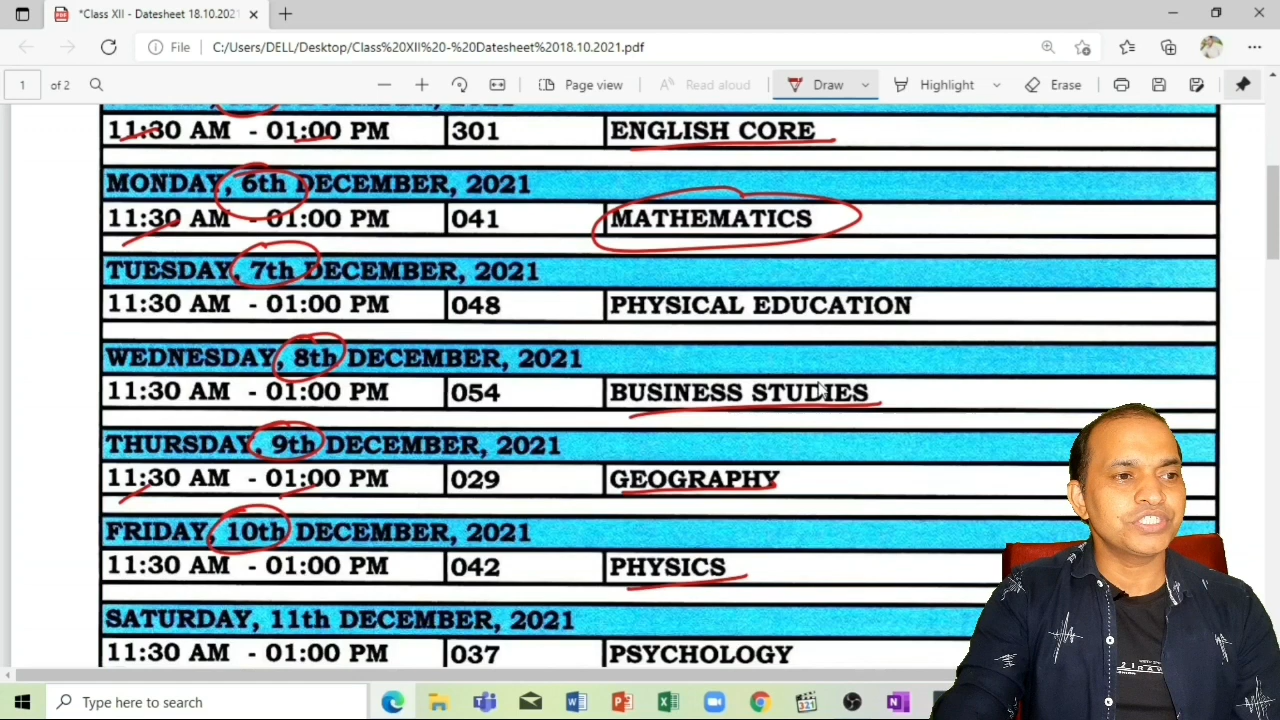 *Class XII - Datesheet 18.10.2021
File C:/Users/DELL/Desktop/Class%20XII%20-%20Datesheet%2018.10.2021.pdf
1 of 2 Page view Read aloud Draw Highlight Erase
11:30 AM - 01:00 PM 301 ENGLISH CORE
MONDAY, 6th DECEMBER, 2021
11:30 AM - 01:00 PM 041 MATHEMATICS
TUESDAY, 7th DECEMBER, 2021
11:30 AM - 01:00 PM 048 PHYSICAL EDUCATION
WEDNESDAY, 8th DECEMBER, 2021
11:30 AM - 01:00 PM 054 BUSINESS STUDIES
THURSDAY, 9th DECEMBER, 2021
11:30 AM - 01:00 PM 029 GEOGRAPHY
FRIDAY, 10th DECEMBER, 2021
11:30 AM - 01:00 PM 042 PHYSICS
SATURDAY, 11th DECEMBER, 2021
11:30 AM - 01:00 PM 037 PSYCHOLOGY
Type here to search